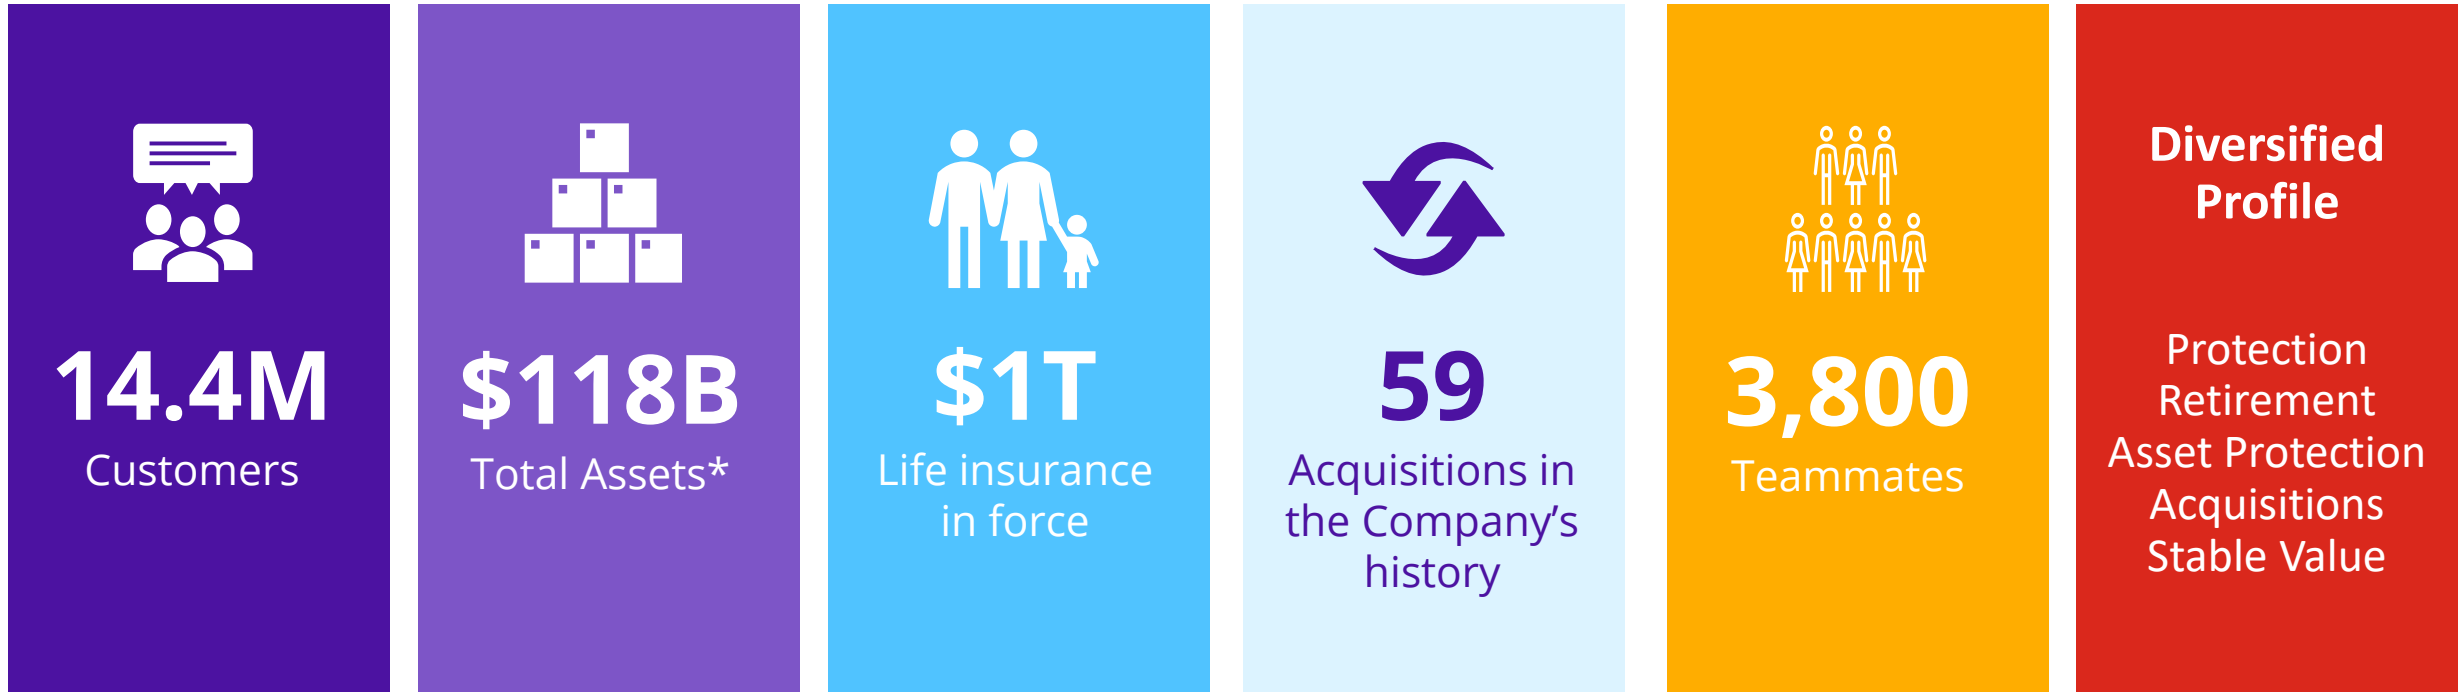 14.4M
Customers
$118B
Total Assets*
$1T
Life insurance
in force
59
Acquisitions in
the Company’s
history
3,800
Teammates
Diversified
Profile
Protection
Retirement
Asset Protection
Acquisitions
Stable Value